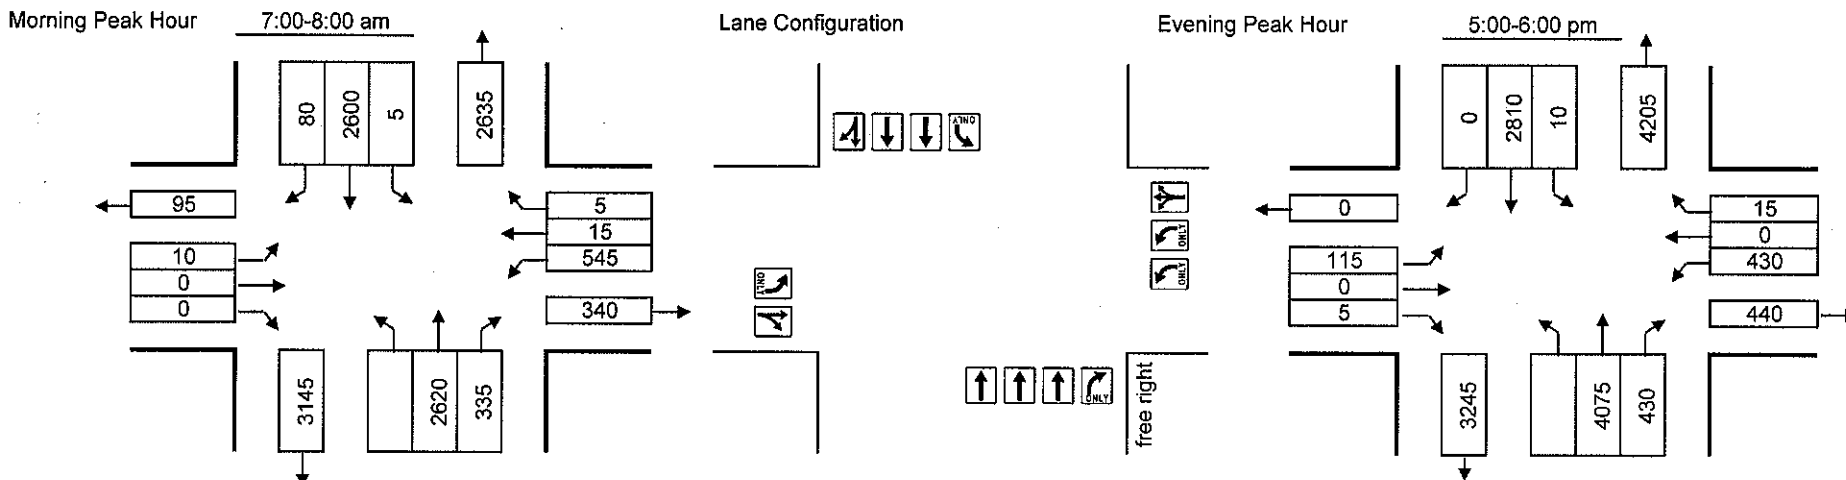 Morning Peak Hour 7:00-8:00 am
80 2600 5 2635
95
10
0
0
5
15
545
340
3145 2620 335
Lane Configuration
ONLY
ONLY
ONLY
ONLY
ONLY
free right
Evening Peak Hour 5:00-6:00 pm
0 2810 10 4205
0
115
0
5
15
0
430
440
3245 4075 430